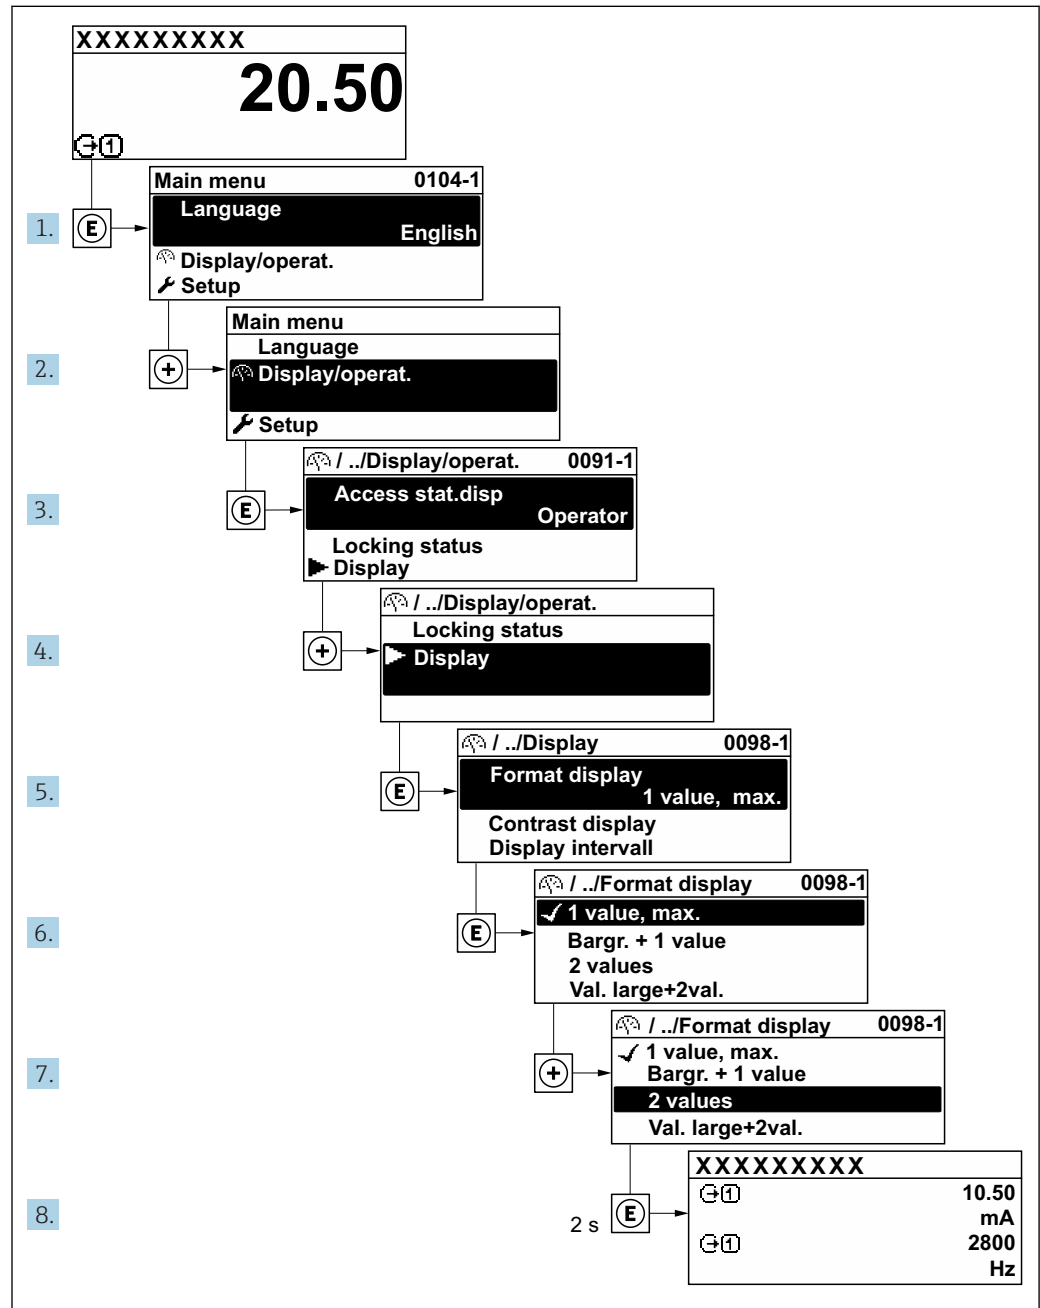 XXXXXXXXX
20.50
1
Main menu 0104-1
Language
1. E English
Display/operat.
Setup
Main menu
Language
2. + Display/operat.
Setup
/ ../Display/operat. 0091-1
Access stat.disp
3. E Operator
Locking status
Display
/ ../Display/operat.
Locking status
4. + Display
/ ../Display 0098-1
Format display
5. E 1 value, max.
Contrast display
Display intervall
/ ../Format display 0098-1
1 value, max.
6. E Bargr. + 1 value
2 values
Val. large+2val.
/ ../Format display 0098-1
1 value, max.
7. + Bargr. + 1 value
2 values
Val. large+2val.
XXXXXXXXX
1 10.50
8. 2 s E mA
1 2800
Hz